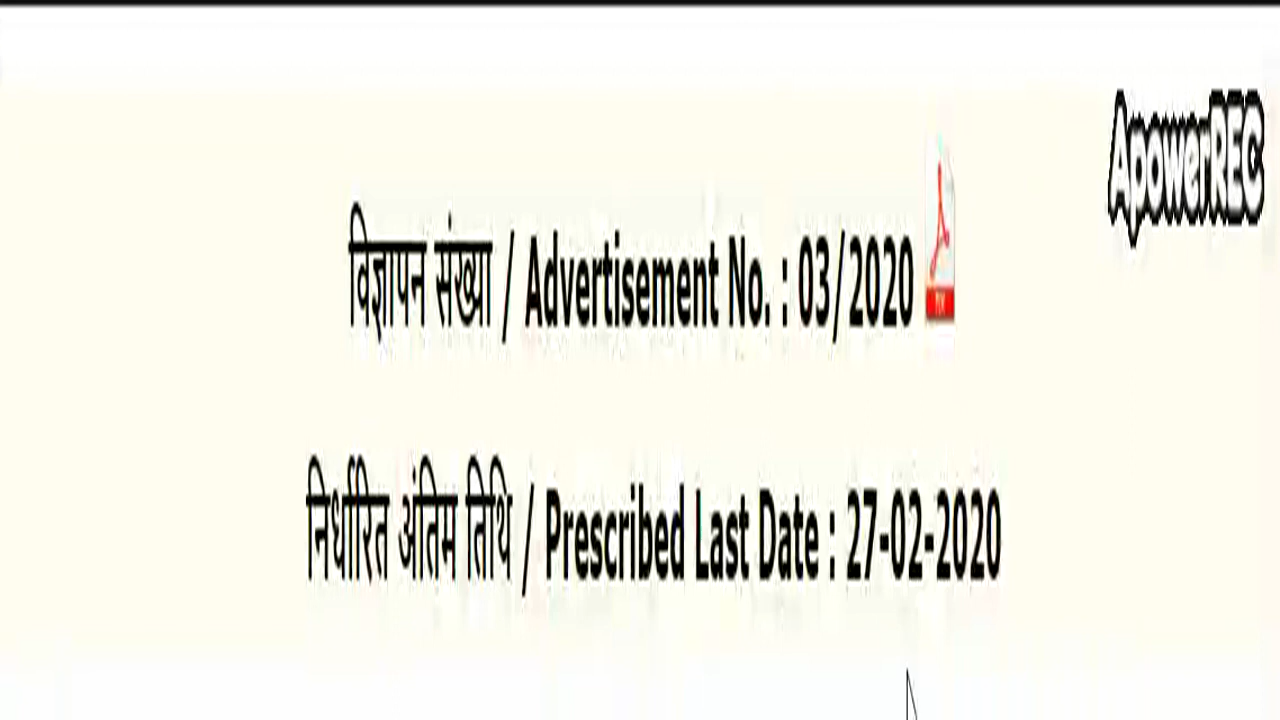 ApowerREC
विज्ञापन संख्या / Advertisement No. : 03/2020
निर्धारित अंतिम तिथि / Prescribed Last Date : 27-02-2020